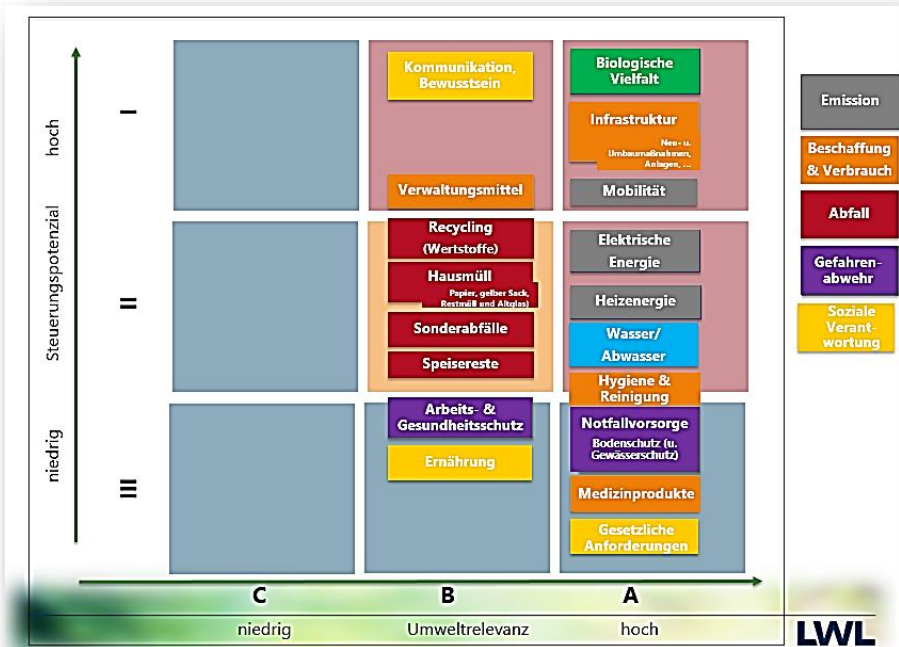 Steuerungspotenzial
hoch
niedrig
I
II
III
Kommunikation,
Bewusstsein
Verwaltungsmittel
Biologische
Vielfalt
Infrastruktur
Neu- u.
Umbaumaßnahmen,
Anlagen, ...
Mobilität
Recycling
(Wertstoffe)
Hausmüll
Papier, gelber Sack,
Restmüll und Altglas)
Sonderabfälle
Speisereste
Elektrische
Energie
Heizenergie
Wasser/
Abwasser
Hygiene &
Reinigung
Arbeits- &
Gesundheitsschutz
Ernährung
Notfallvorsorge
Bodenschutz (u.
Gewässerschutz)
Medizinprodukte
Gesetzliche
Anforderungen
C
B
A
niedrig
Umweltrelevanz
hoch
Emission
Beschaffung
& Verbrauch
Abfall
Gefahren-
abwehr
Soziale
Verant-
wortung
LWL